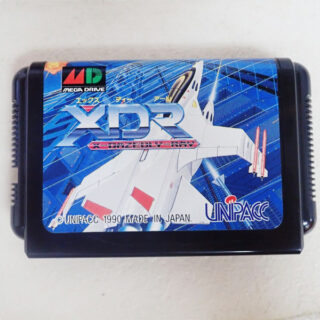 MD
MEGA DRIVE
エックス ディー アール
XDR
X-DAZEDLY-RAY
© UNIPACC 1990 MADE IN JAPAN.
UNIPACC